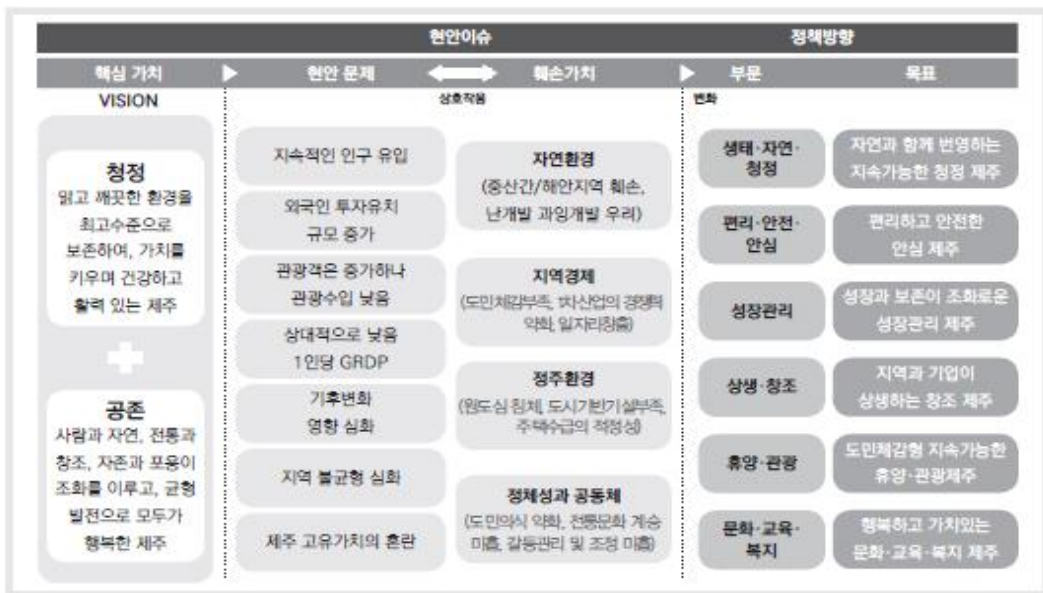 현안이슈
정책방향
핵심 가치
현안 문제
훼손가치
부문
목표
VISION
상호작용
변화
청정
맑고 깨끗한 환경을
최고수준으로
보존하여, 가치를
키우며 건강하고
활력 있는 제주
공존
사람과 자연, 전통과
창조, 자존과 포용이
조화를 이루고, 균형
발전으로 모두가
행복한 제주
지속적인 인구 유입
외국인 투자유치
규모 증가
관광객은 증가하나
관광수입 낮음
상대적으로 낮음
1인당 GRDP
기후변화
영향 심화
지역 불균형 심화
제주 고유가치의 혼란
자연환경
(중산간/해안지역 훼손,
난개발 과잉개발 우려)
지역경제
(도민체감부족, 1차산업의 경쟁력
약화, 일자리창출)
정주환경
(원도심 침체, 도시기반기설부족,
주택수급의 적정성)
정체성과 공동체
(도민의식 약화, 전통문화 계승
미흡, 갈등관리 및 조정 미흡)
생태·자연·
청정
자연과 함께 번영하는
지속가능한 청정 제주
편리·안전·
안심
편리하고 안전한
안심 제주
성장관리
성장과 보존이 조화로운
성장관리 제주
상생·창조
지역과 기업이
상생하는 창조 제주
휴양·관광
도민체감형 지속가능한
휴양·관광제주
문화·교육·
복지
행복하고 가치있는
문화·교육·복지 제주